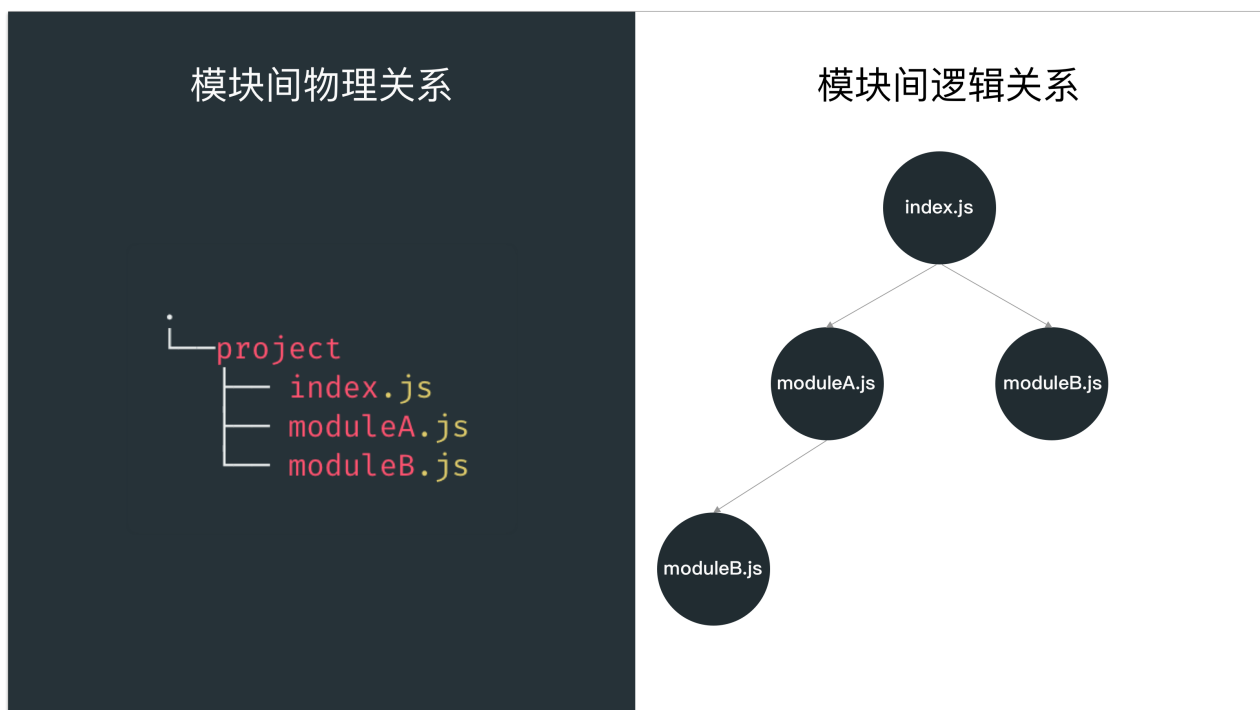 模块间物理关系
.
└──project
├── index.js
├── moduleA.js
└── moduleB.js
模块间逻辑关系
index.js
moduleA.js
moduleB.js
moduleB.js